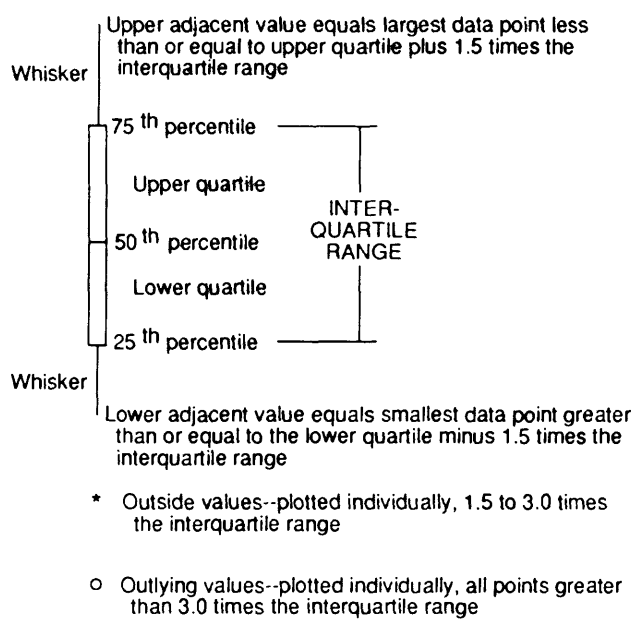 Upper adjacent value equals largest data point less
than or equal to upper quartile plus 1.5 times the
interquartile range
Whisker
75 th percentile
Upper quartile
INTER-
QUARTILE
RANGE
50 th percentile
Lower quartile
25 th percentile
Whisker
Lower adjacent value equals smallest data point greater
than or equal to the lower quartile minus 1.5 times the
interquartile range
* Outside values--plotted individually, 1.5 to 3.0 times
the interquartile range
o Outlying values--plotted individually, all points greater
than 3.0 times the interquartile range